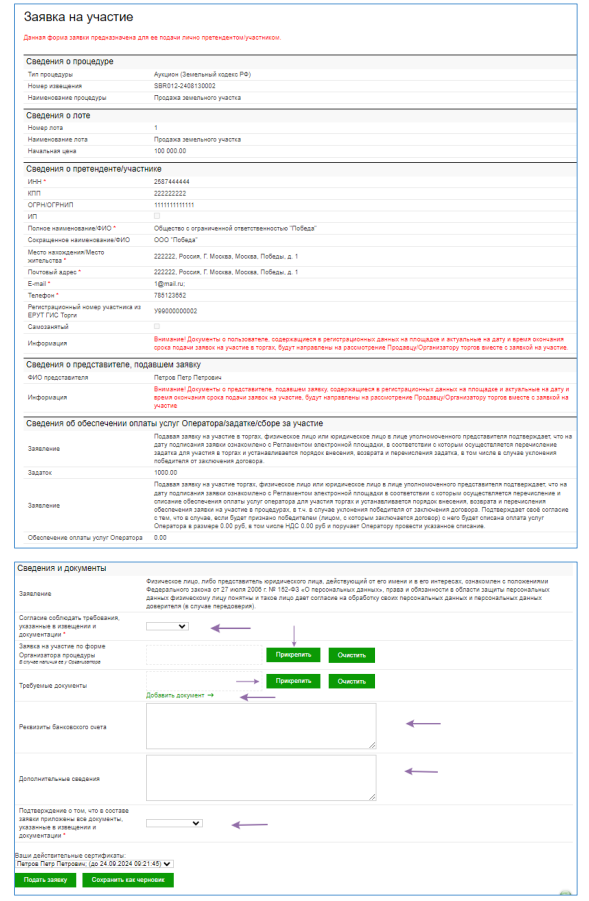 Заявка на участие
Данная форма заявки предназначена для ее подачи лично претендентом/участником.
Сведения о процедуре
Тип процедуры Аукцион (Земельный кодекс РФ)
Номер извещения SBR012-2408130002
Наименование процедуры Продажа земельного участка
Сведения о лоте
Номер лота 1
Наименование лота Продажа земельного участка
Начальная цена 100 000.00
Сведения о претенденте/участнике
ИНН * 2587444444
КПП 222222222
ОГРН/ОГРНИП 1111111111111
ИП
Полное наименование/ФИО * Общество с ограниченной ответственностью "Победа"
Сокращенное наименование/ФИО ООО "Победа"
Место нахождения/Место
жительства * 222222, Россия, Г. Москва, Москва, Победы, д. 1
Почтовый адрес * 222222, Россия, Г. Москва, Москва, Победы, д. 1
E-mail * 1@mail.ru;
Телефон * 785123652
Регистрационный номер участника из
ЕРУТ ГИС Торги У99000000002
Самозанятый
Информация
Внимание! Документы о пользователе, содержащиеся в регистрационных данных на площадке и актуальные на дату и время окончания
срока подачи заявок на участие в торгах, будут направлены на рассмотрение Продавцу/Организатору торгов вместе с заявкой на участие.
Сведения о представителе, подавшем заявку
ФИО представителя Петров Петр Петрович
Информация
Внимание! Документы о представителе, подавшем заявку, содержащиеся в регистрационных данных на площадке и актуальные на дату и
время окончания срока подачи заявок на участие, будут направлены на рассмотрение Продавцу/Организатору торгов вместе с заявкой на
участие
Сведения об обеспечении оплаты услуг Оператора/задатке/сборе за участие
Заявление
Подавая заявку на участие в торгах, физическое лицо или юридическое лицо в лице уполномоченного представителя подтверждает, что на
дату подписания заявки ознакомлено с Регламентом электронной площадки, в соответствии с которым осуществляется перечисление
задатка для участия в торгах и устанавливается порядок внесения, возврата и перечисления задатка, в том числе в случае уклонения
победителя от заключения договора.
Задаток 1000.00
Заявление
Подавая заявку на участие торгах, физическое лицо или юридическое лицо в лице уполномоченного представителя подтверждает, что на
дату подписания заявки ознакомлено с Регламентом электронной площадки в соответствии с которым осуществляется перечисление и
списание обеспечения оплаты услуг оператора для участия торгах и устанавливается порядок внесения, возврата и перечисления
обеспечения заявки на участие в процедурах, в т.ч. в случае уклонения победителя от заключения договора. Подтверждает своё согласие
с тем, что в случае, если будет признано победителем (лицом, с которым заключается договор) с него будет списана оплата услуг
Оператора в размере 0.00 руб, в том числе НДС 0.00 руб и поручает Оператору провести указанное списание.
Обеспечение оплаты услуг Оператора 0.00
Сведения и документы
Заявление
Физическое лицо, либо представитель юридического лица, действующий от его имени и в его интересах, ознакомлен с положениями
Федерального закона от 27 июля 2006 г. № 152-ФЗ «О персональных данных», права и обязанности в области защиты персональных
данных физическому лицу понятны и такое лицо дает согласие на обработку своих персональных данных и персональных данных
доверителя (в случае передоверия).
Согласие соблюдать требования,
указанные в извещении и
документации *
Заявка на участие по форме
Организатора процедуры
В случае наличия ее у Организатора
Прикрепить Очистить
Требуемые документы
Прикрепить Очистить
Добавить документ →
Реквизиты банковского счета
Дополнительные сведения
Подтверждение о том, что в составе
заявки приложены все документы,
указанные в извещении и
документации *
Ваши действительные сертификаты:
Петров Петр Петрович: (до 24.09.2024 09:21:45)
Подать заявку Сохранить как черновик